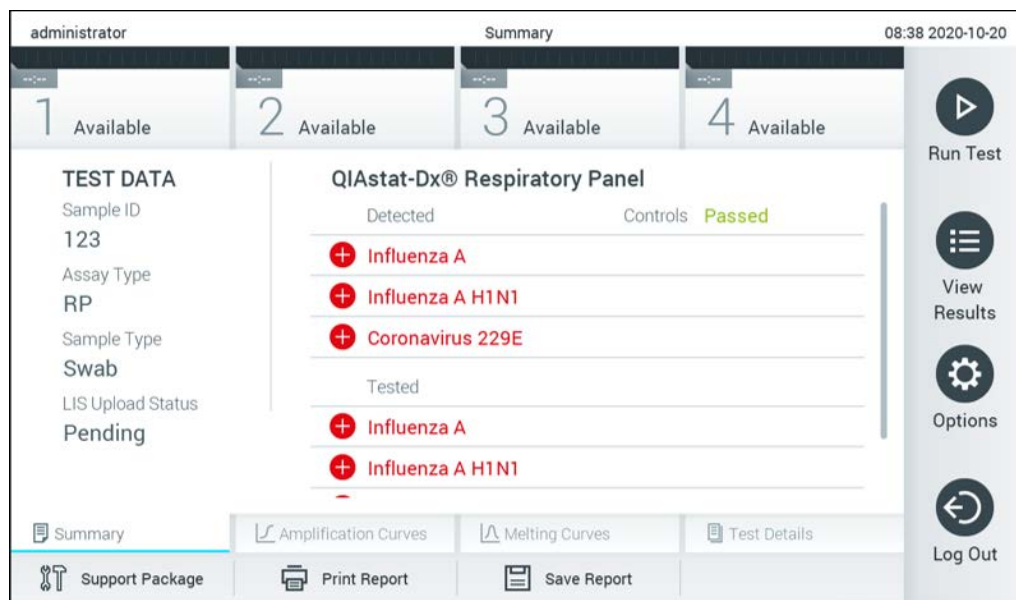 administrator
Summary
08:38 2020-10-20
--:--
1 Available
--:--
2 Available
3 Available
--:--
4 Available
Run Test
View
Results
Options
Log Out
TEST DATA
Sample ID
123
Assay Type
RP
Sample Type
Swab
LIS Upload Status
Pending
QIAstat-Dx® Respiratory Panel
Detected Controls Passed
Influenza A
Influenza A H1N1
Coronavirus 229E
Tested
Influenza A
Influenza A H1N1
Summary
Amplification Curves
Melting Curves
Test Details
Support Package
Print Report
Save Report